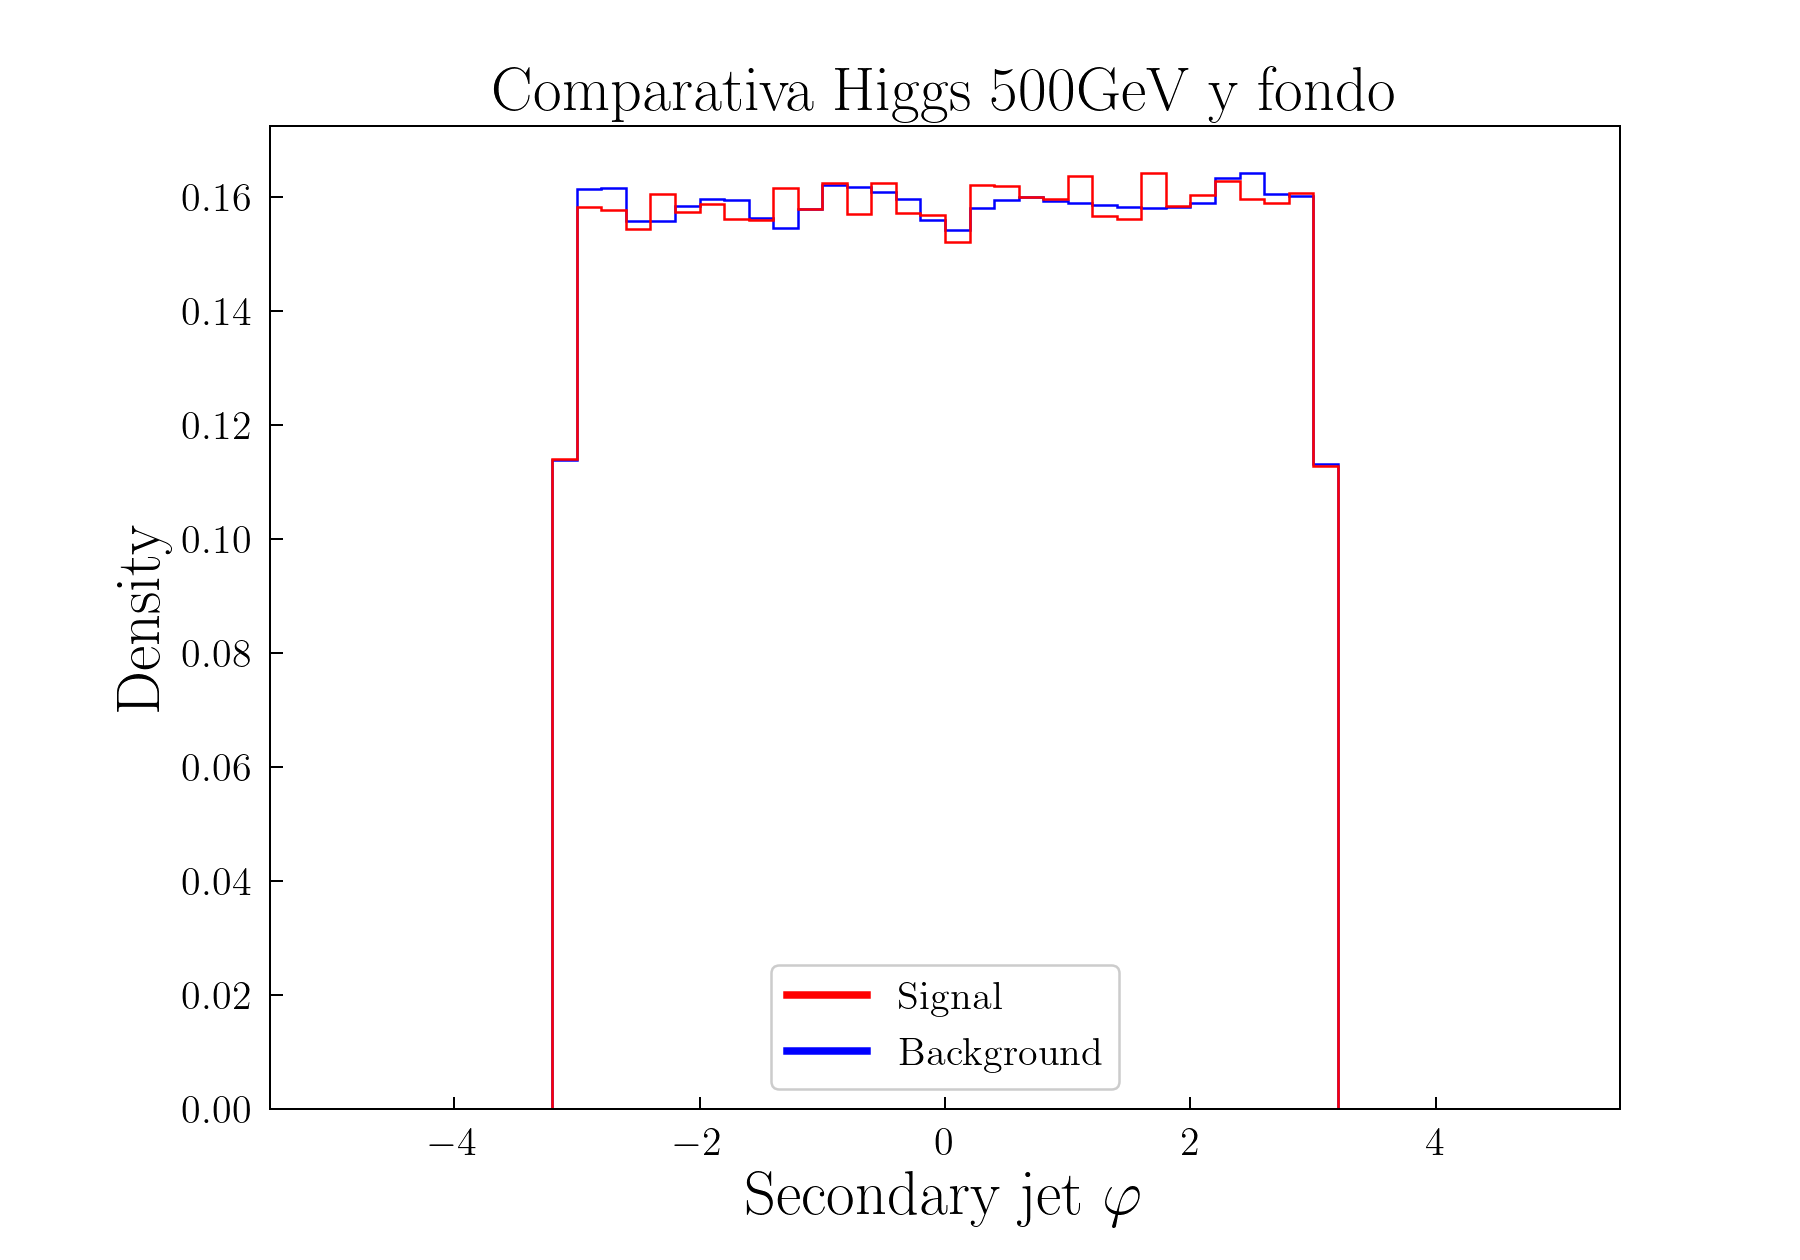 Comparativa Higgs 500GeV y fondo
0.16
0.14
0.12
0.10
0.08
0.06
0.04
0.02
0.00
Density
Signal
Background
−4 −2 0 2 4
Secondary jet φ